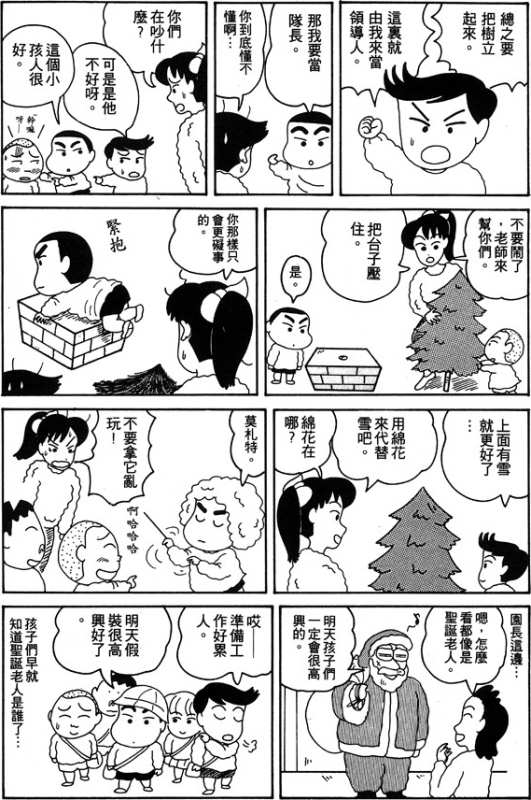 總之要
把樹立
起來。
這裏就
由我來當
領導人。
那我要當
隊長。
你到底懂不
懂啊…
你們
在吵什
麼?
可是是他
不好呀。
這個小
孩人很
好。
不要鬧了
,老師來
幫你們。
把台子壓
住。
是。
你那樣只
會更礙事
的。
緊抱
上面有雪
就更好了
…
用綿花
來代替
雪吧。
綿花在
哪?
莫札特。
不要拿它亂
玩!
啊哈哈哈
園長這邊…
嗯,怎麼
看都像是
聖誕老人。
明天孩子們
一定會很高
興的。
哎——
準備工
作好累
人。
明天假
裝很高
興好了
。
孩子們早就
知道聖誕老人是誰了…